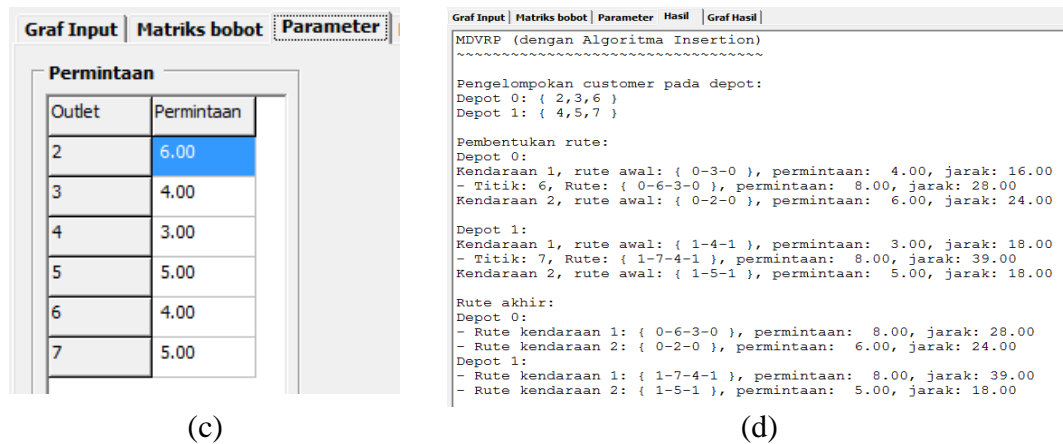 Graf Input Matriks bobot Parameter
Permintaan
Outlet Permintaan
2 6.00
3 4.00
4 3.00
5 5.00
6 4.00
7 5.00
(c)
Graf Input Matriks bobot Parameter Hasil Graf Hasil
MDVRP (dengan Algoritma Insertion)
~~~~~~~~~~~~~~~~~~~~~~~~~~~~~~~~~~
Pengelompokan customer pada depot:
Depot 0: { 2,3,6 }
Depot 1: { 4,5,7 }
Pembentukan rute:
Depot 0:
Kendaraan 1, rute awal: { 0-3-0 }, permintaan: 4.00, jarak: 16.00
- Titik: 6, Rute: { 0-6-3-0 }, permintaan: 8.00, jarak: 28.00
Kendaraan 2, rute awal: { 0-2-0 }, permintaan: 6.00, jarak: 24.00
Depot 1:
Kendaraan 1, rute awal: { 1-4-1 }, permintaan: 3.00, jarak: 18.00
- Titik: 7, Rute: { 1-7-4-1 }, permintaan: 8.00, jarak: 39.00
Kendaraan 2, rute awal: { 1-5-1 }, permintaan: 5.00, jarak: 18.00
Rute akhir:
Depot 0:
- Rute kendaraan 1: { 0-6-3-0 }, permintaan: 8.00, jarak: 28.00
- Rute kendaraan 2: { 0-2-0 }, permintaan: 6.00, jarak: 24.00
Depot 1:
- Rute kendaraan 1: { 1-7-4-1 }, permintaan: 8.00, jarak: 39.00
- Rute kendaraan 2: { 1-5-1 }, permintaan: 5.00, jarak: 18.00
(d)